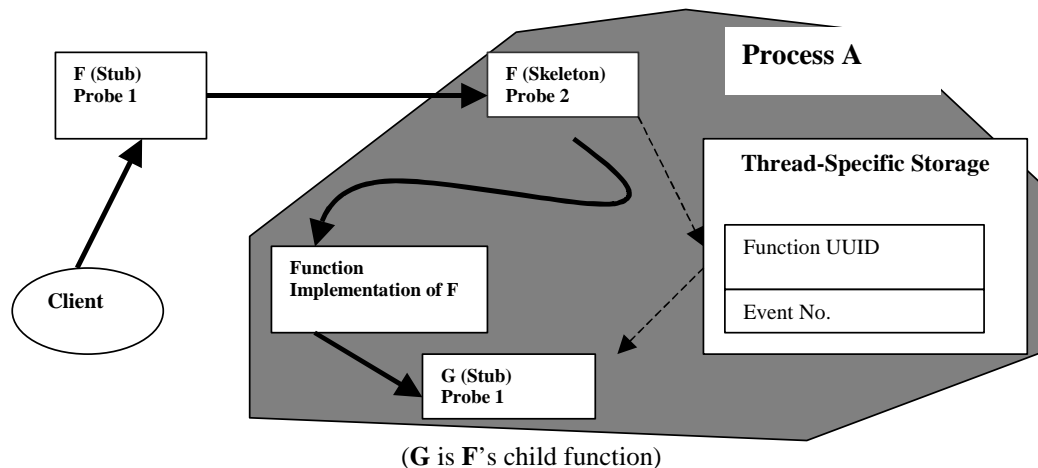 F (Stub)
Probe 1
F (Skeleton)
Probe 2
Process A
Thread-Specific Storage
Function UUID
Event No.
Function
Implementation of F
Client
G (Stub)
Probe 1
(G is F's child function)